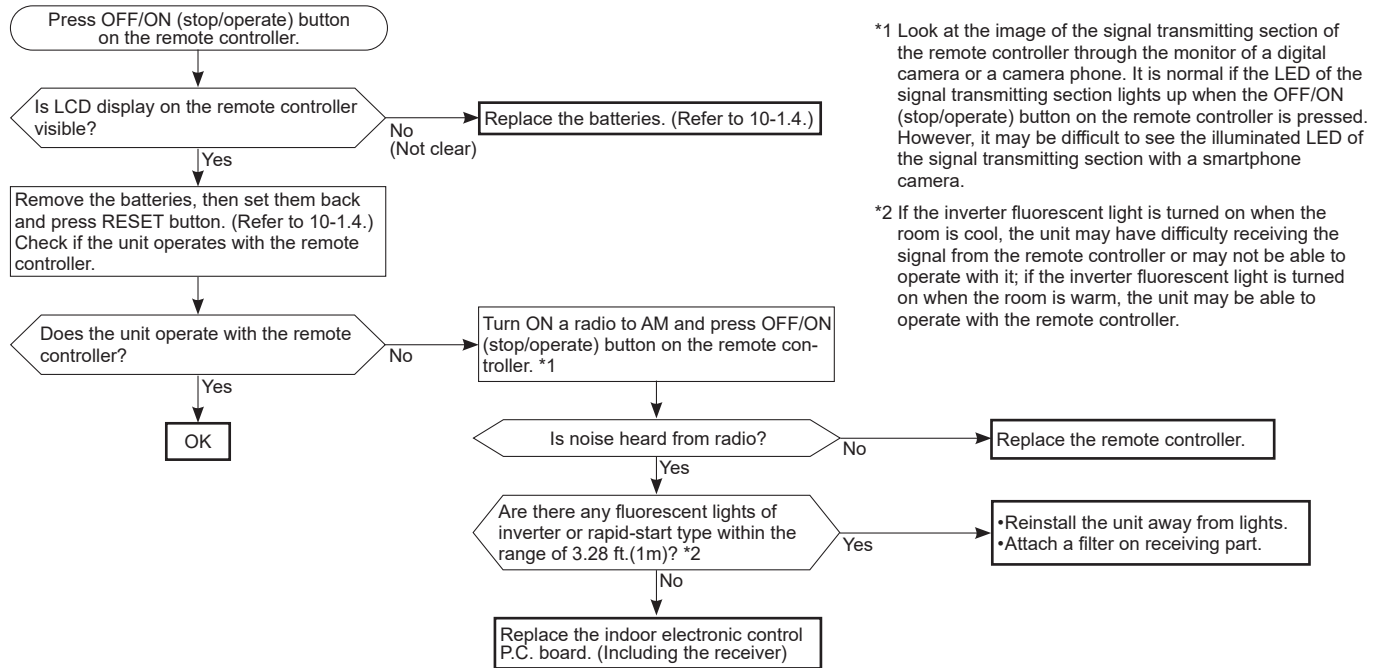 Press OFF/ON (stop/operate) button
on the remote controller.
Is LCD display on the remote controller
visible?
No
(Not clear)
Replace the batteries. (Refer to 10-1.4.)
Yes
Remove the batteries, then set them back
and press RESET button. (Refer to 10-1.4.)
Check if the unit operates with the remote
controller.
Does the unit operate with the remote
controller?
No
Yes
OK
Turn ON a radio to AM and press OFF/ON
(stop/operate) button on the remote con-
troller. *1
Is noise heard from radio?
No
Replace the remote controller.
Yes
Are there any fluorescent lights of
inverter or rapid-start type within the
range of 3.28 ft.(1m)? *2
Yes
•Reinstall the unit away from lights.
•Attach a filter on receiving part.
No
Replace the indoor electronic control
P.C. board. (Including the receiver)
*1 Look at the image of the signal transmitting section of
the remote controller through the monitor of a digital
camera or a camera phone. It is normal if the LED of the
signal transmitting section lights up when the OFF/ON
(stop/operate) button on the remote controller is pressed.
However, it may be difficult to see the illuminated LED of
the signal transmitting section with a smartphone
camera.
*2 If the inverter fluorescent light is turned on when the
room is cool, the unit may have difficulty receiving the
signal from the remote controller or may not be able to
operate with it; if the inverter fluorescent light is turned
on when the room is warm, the unit may be able to
operate with the remote controller.